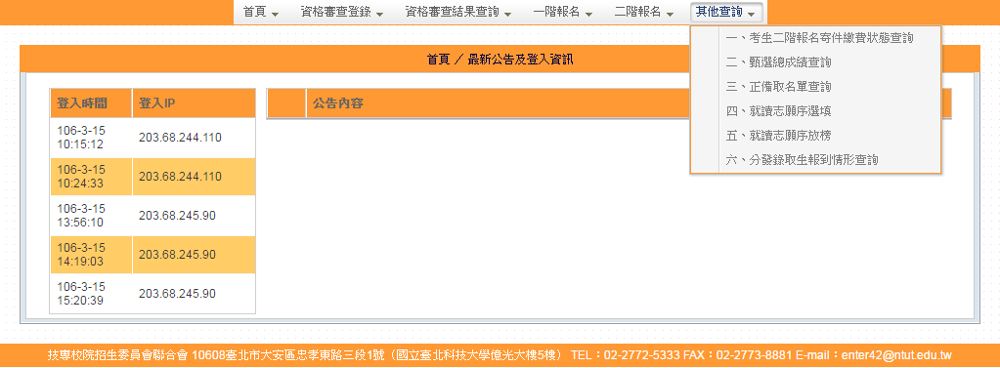 首頁 資格審查登錄 資格審查結果查詢 一階報名 二階報名 其他查詢
一、考生二階報名寄件繳費狀態查詢
二、甄選總成績查詢
三、正備取名單查詢
四、就讀志願序選填
五、就讀志願序放榜
六、分發錄取生報到情形查詢
首頁 / 最新公告及登入資訊
登入時間 登入IP 公告內容
106-3-15 10:15:12 203.68.244.110
106-3-15 10:24:33 203.68.244.110
106-3-15 13:56:10 203.68.245.90
106-3-15 14:19:03 203.68.245.90
106-3-15 15:20:39 203.68.245.90
技專校院招生委員會聯合會 10608臺北市大安區忠孝東路三段1號（國立臺北科技大學億光大樓5樓） TEL：02-2772-5333 FAX：02-2773-8881 E-mail：enter42@ntut.edu.tw